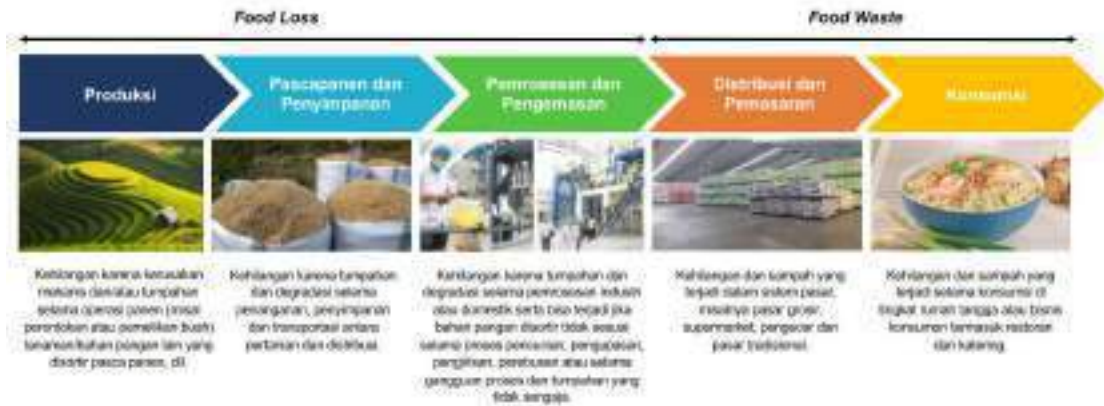 Food Loss
Food Waste
Produksi
Pascapanen dan
Penyimpanan
Pemrosesan dan
Pengemasan
Distribusi dan
Pemasaran
Konsumsi
Kehilangan karena kerusakan
mekanis dan/atau tumpahan
selama operasi panen (misal
perontokan atau pemetikan buah)
tanaman/bahan pangan lain yang
disortir pasca panen, dll.
Kehilangan karena tumpahan
dan degradasi selama
penanganan, penyimpanan
dan transportasi antara
pertanian dan distribusi.
Kehilangan karena tumpahan dan
degradasi selama pemrosesan industri
atau domestik serta bisa terjadi jika
bahan pangan disortir tidak sesuai
selama proses pencucian, pengupasan,
pengirisan, perebusan atau selama
gangguan proses dan tumpahan yang
tidak sengaja.
Kehilangan dan sampah yang
terjadi dalam sistem pasar,
misalnya pasar grosir,
supermarket, pengecer dan
pasar tradisional.
Kehilangan dan sampah yang
terjadi selama konsumsi di
tingkat rumah tangga atau bisnis
konsumen termasuk restoran
dan katering.